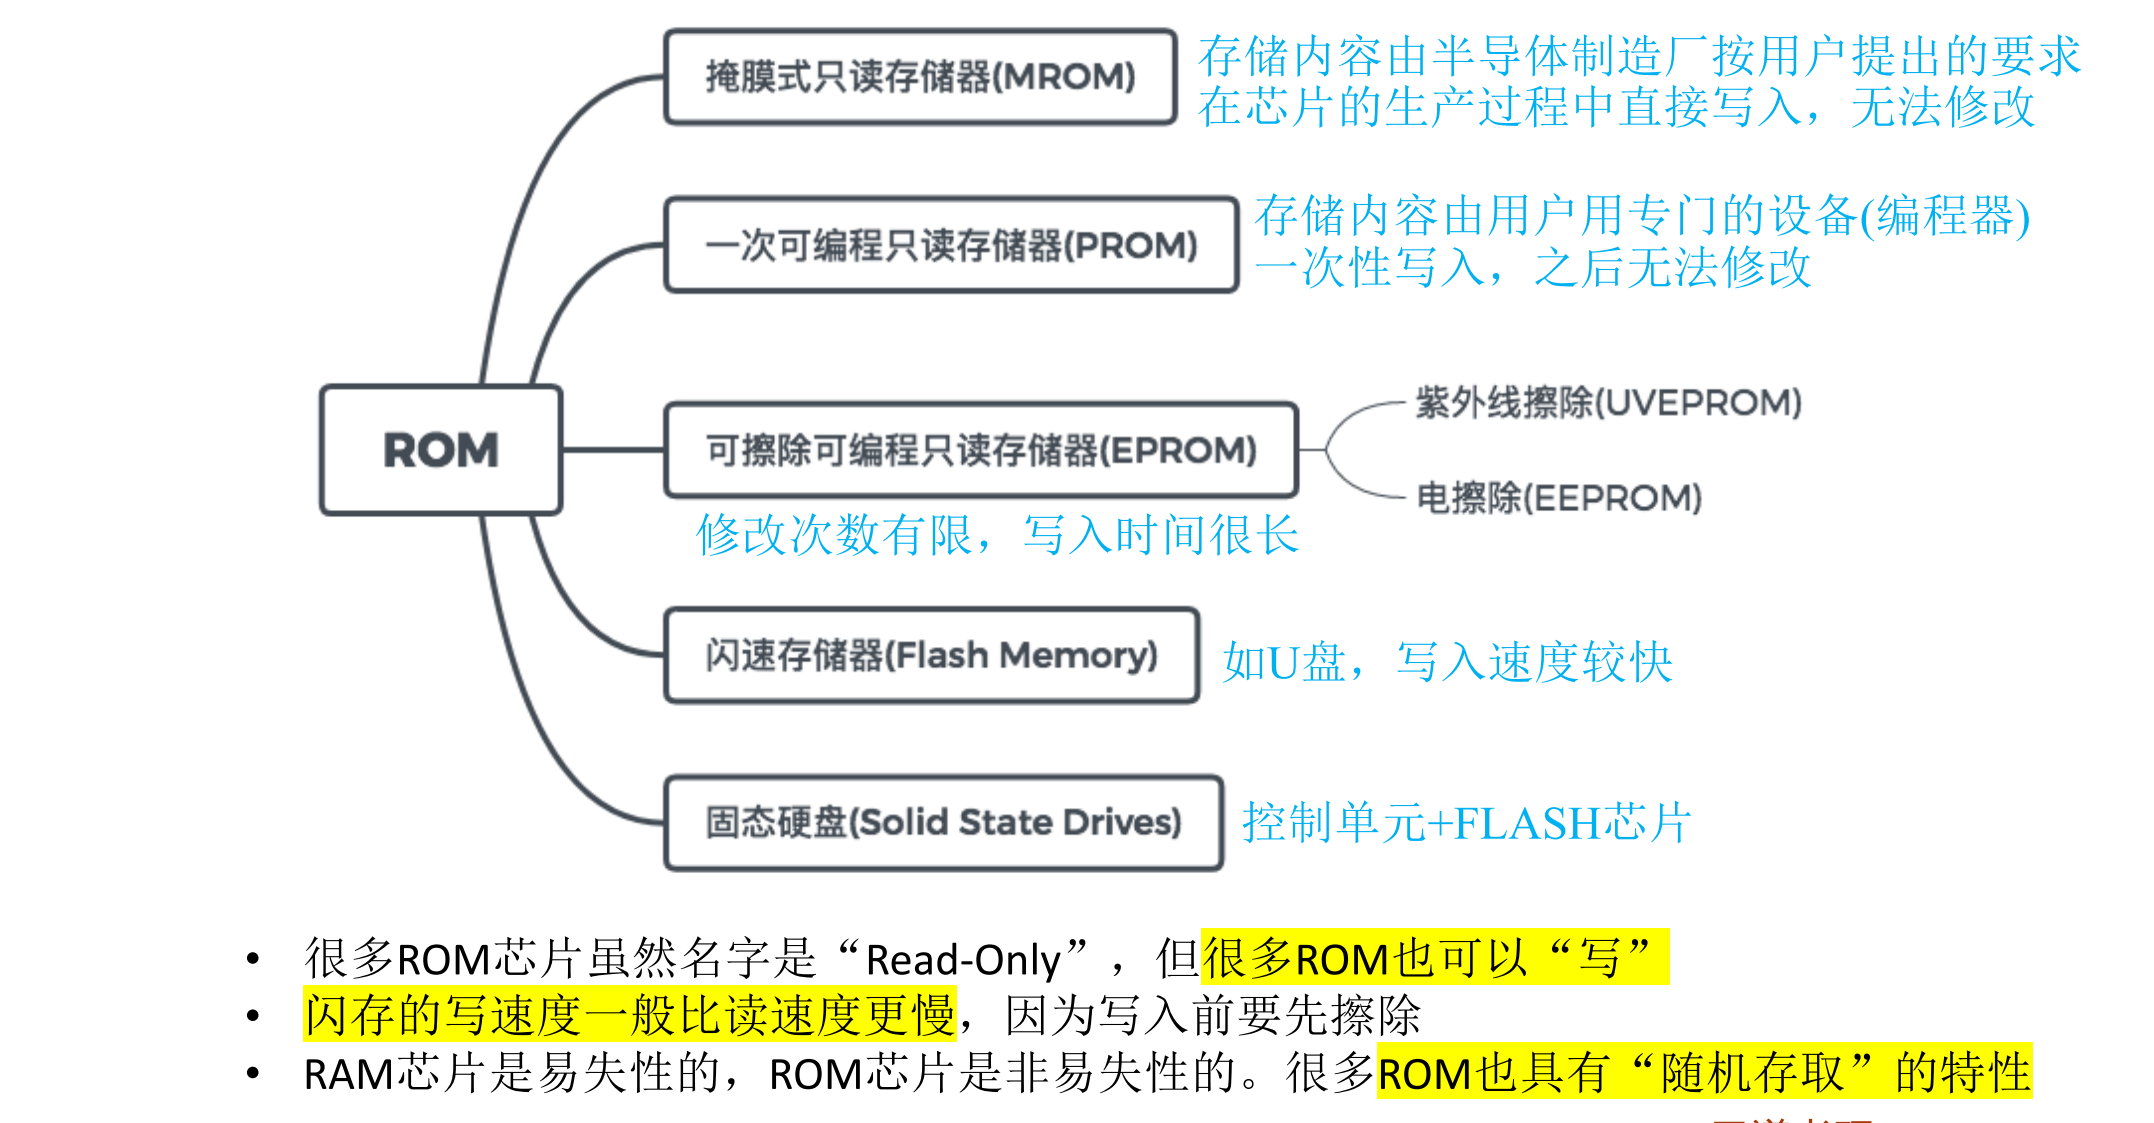 掩膜式只读存储器(MROM)
存储内容由半导体制造厂按用户提出的要求
在芯片的生产过程中直接写入，无法修改
一次可编程只读存储器(PROM)
存储内容由用户用专门的设备(编程器)
一次性写入，之后无法修改
ROM
可擦除可编程只读存储器(EPROM)
紫外线擦除(UVEPROM)
电擦除(EEPROM)
修改次数有限，写入时间很长
闪速存储器(Flash Memory)
如U盘，写入速度较快
固态硬盘(Solid State Drives)
控制单元+FLASH芯片
• 很多ROM芯片虽然名字是“Read-Only”，但很多ROM也可以“写”
• 闪存的写速度一般比读速度更慢，因为写入前要先擦除
• RAM芯片是易失性的，ROM芯片是非易失性的。很多ROM也具有“随机存取”的特性